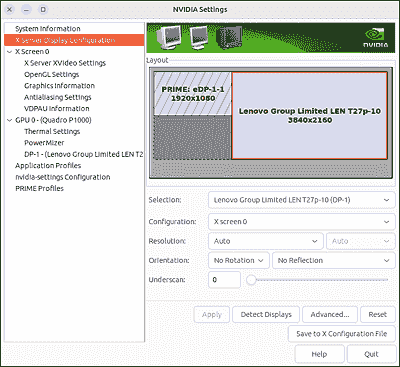 NVIDIA Settings
System Information
X Server Display Configuration
X Screen 0
X Server XVideo Settings
OpenGL Settings
Graphics Information
Antialiasing Settings
VDPAU Information
GPU 0 - (Quadro P1000)
Thermal Settings
PowerMizer
DP-1 - (Lenovo Group Limited LEN T2
Application Profiles
nvidia-settings Configuration
PRIME Profiles
NVIDIA
Layout
PRIME: eDP-1-1
1920x1080
Lenovo Group Limited LEN T27p-10
3840x2160
Selection: Lenovo Group Limited LEN T27p-10 (DP-1)
Configuration: X screen 0
Resolution: Auto Auto
Orientation: No Rotation No Reflection
Underscan: 0
Apply Detect Displays Advanced... Reset
Save to X Configuration File
Help Quit